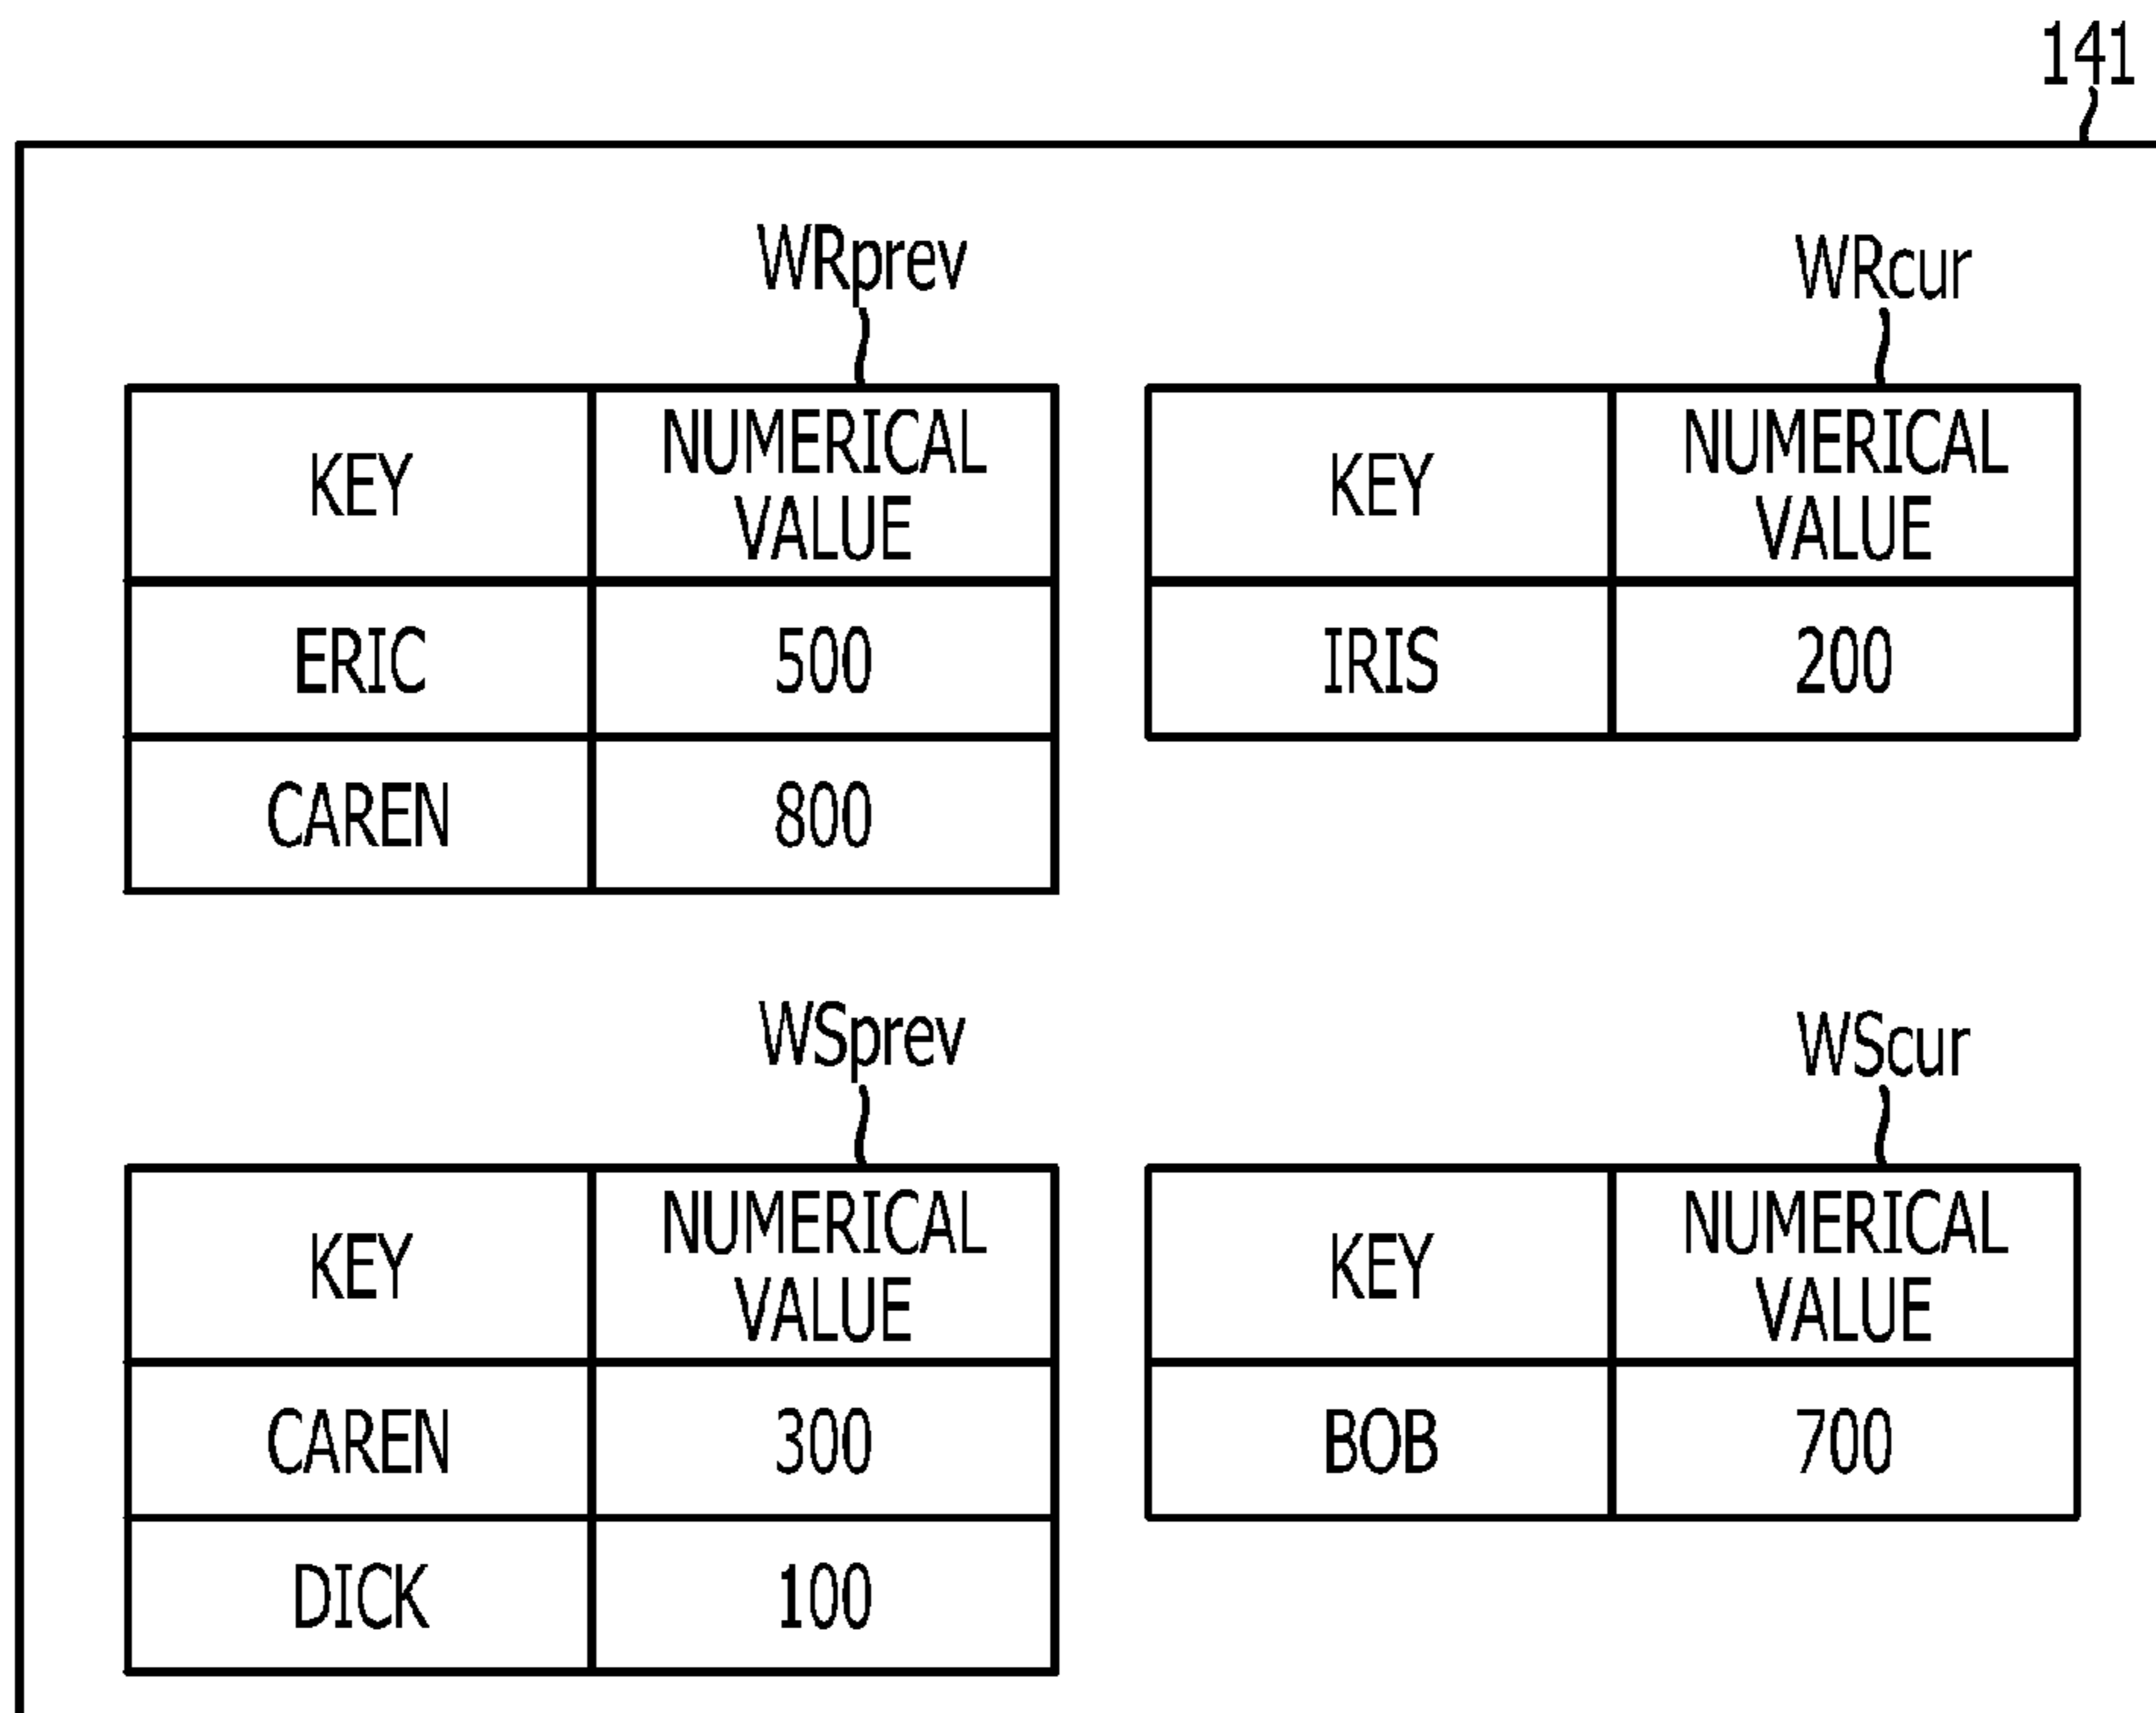 141
WRprev
KEY
NUMERICAL
VALUE
ERIC
500
CAREN
800
WRcur
KEY
NUMERICAL
VALUE
IRIS
200
WSprev
KEY
NUMERICAL
VALUE
CAREN
300
DICK
100
WScur
KEY
NUMERICAL
VALUE
BOB
700